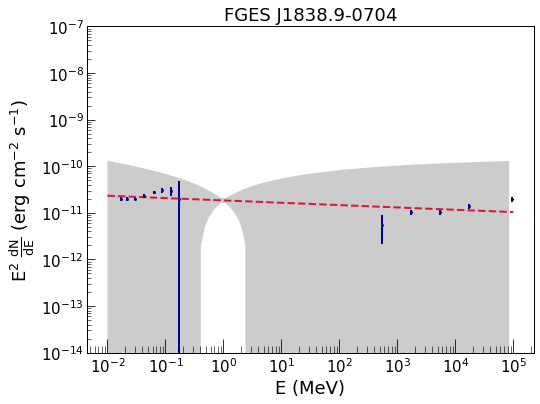 FGES J1838.9-0704
E² dN/dE (erg cm⁻² s⁻¹)
10⁻⁷
10⁻⁸
10⁻⁹
10⁻¹⁰
10⁻¹¹
10⁻¹²
10⁻¹³
10⁻¹⁴
10⁻² 10⁻¹ 10⁰ 10¹ 10² 10³ 10⁴ 10⁵
E (MeV)